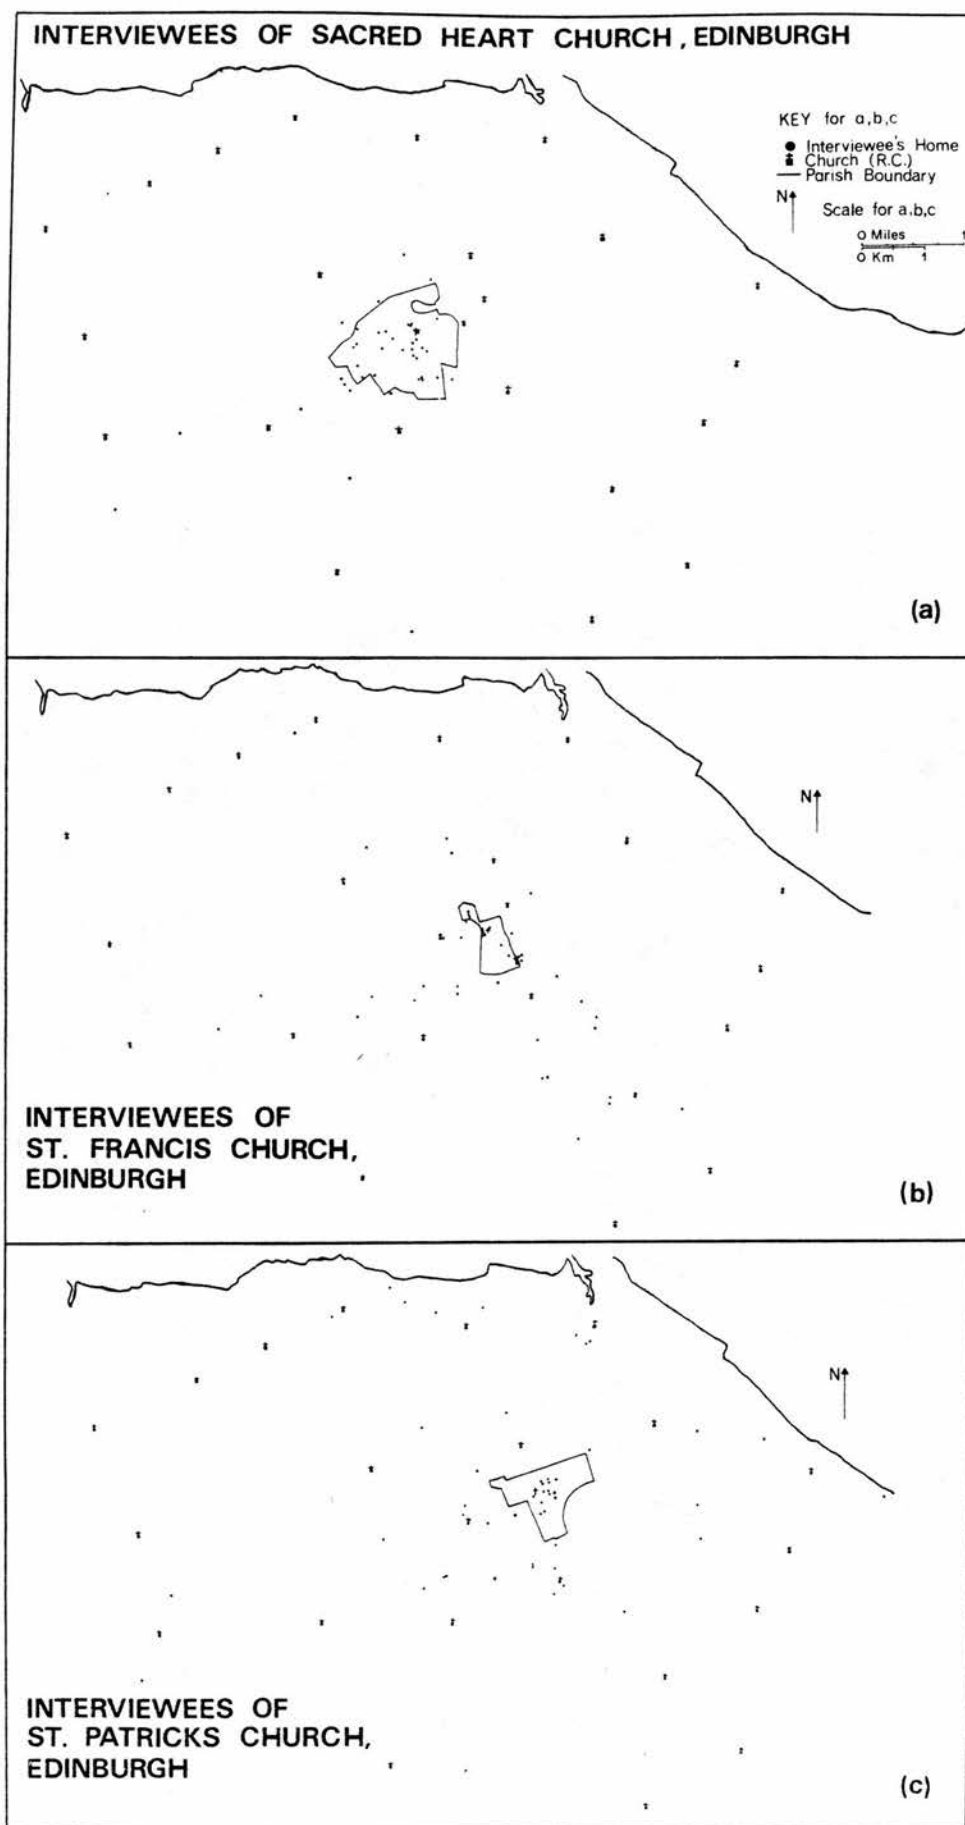 INTERVIEWEES OF SACRED HEART CHURCH, EDINBURGH
KEY for a,b,c
Interviewee's Home
Church (R.C.)
Parish Boundary
N
Scale for a,b,c
0 Miles 1
0 Km 1
(a)
N
INTERVIEWEES OF
ST. FRANCIS CHURCH,
EDINBURGH
(b)
N
INTERVIEWEES OF
ST. PATRICKS CHURCH,
EDINBURGH
(c)